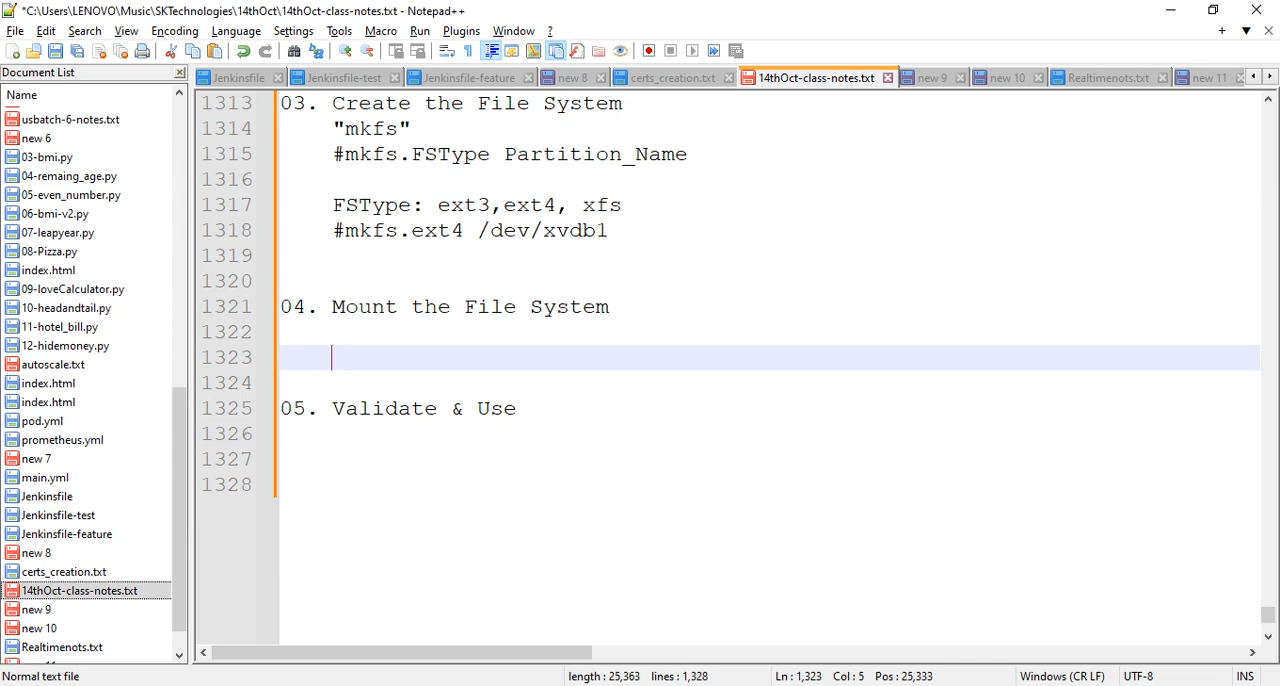 *C:\Users\LENOVO\Music\SKTechnologies\14thOct\14thOct-class-notes.txt - Notepad++
File Edit Search View Encoding Language Settings Tools Macro Run Plugins Window ?
Document List
Jenkinsfile Jenkinsfile-test Jenkinsfile-feature new 8 certs_creation.txt 14thOct-class-notes.txt new 9 new 10 Realtimenots.txt new 11
Name
usbatch-6-notes.txt
new 6
03-bmi.py
04-remaing_age.py
05-even_number.py
06-bmi-v2.py
07-leapyear.py
08-Pizza.py
index.html
09-loveCalculator.py
10-headandtail.py
11-hotel_bill.py
12-hidemoney.py
autoscale.txt
index.html
index.html
pod.yml
prometheus.yml
new 7
main.yml
Jenkinsfile
Jenkinsfile-test
Jenkinsfile-feature
new 8
certs_creation.txt
14thOct-class-notes.txt
new 9
new 10
Realtimenots.txt
1313 03. Create the File System
1314 "mkfs"
1315 #mkfs.FSType Partition_Name
1316
1317 FSType: ext3,ext4, xfs
1318 #mkfs.ext4 /dev/xvdb1
1319
1320
1321 04. Mount the File System
1322
1323
1324
1325 05. Validate & Use
1326
1327
1328
Normal text file length : 25,363 lines : 1,328 Ln : 1,323 Col : 5 Pos : 25,333 Windows (CR LF) UTF-8 INS